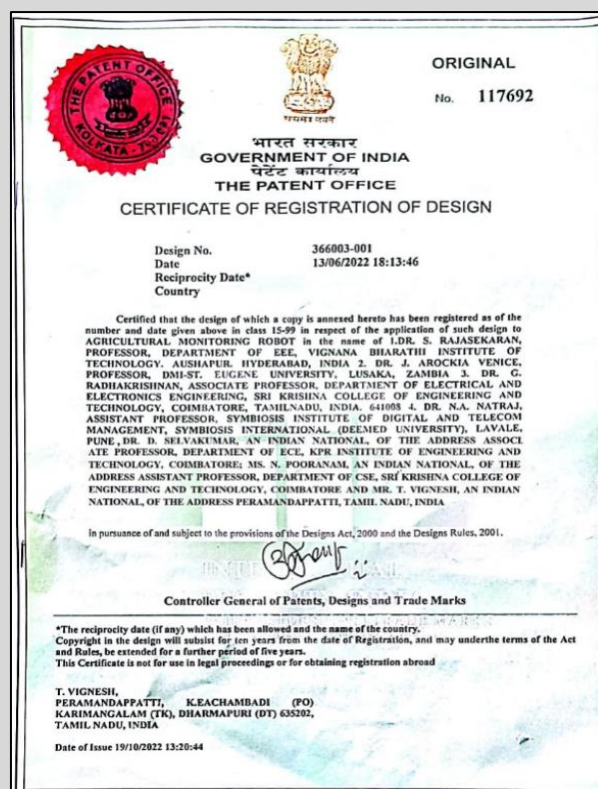 THE PATENT OFFICE
KOLKATA
ORIGINAL
No. 117692
सत्यमेव जयते
भारत सरकार
GOVERNMENT OF INDIA
पेटेंट कार्यालय
THE PATENT OFFICE
CERTIFICATE OF REGISTRATION OF DESIGN
Design No. 366003-001
Date 13/06/2022 18:13:46
Reciprocity Date*
Country
Certified that the design of which a copy is annexed hereto has been registered as of the
number and date given above in class 15-99 in respect of the application of such design to
AGRICULTURAL MONITORING ROBOT in the name of 1.DR. S. RAJASEKARAN,
PROFESSOR, DEPARTMENT OF EEE, VIGNANA BHARATHI INSTITUTE OF
TECHNOLOGY. AUSHAPUR. HYDERABAD, INDIA 2. DR. J. AROCKIA VENICE,
PROFESSOR, DMI-ST. EUGENE UNIVERSITY, LUSAKA, ZAMBIA 3. DR. G.
RADHAKRISHNAN, ASSOCIATE PROFESSOR, DEPARTMENT OF ELECTRICAL AND
ELECTRONICS ENGINEERING, SRI KRISHNA COLLEGE OF ENGINEERING AND
TECHNOLOGY, COIMBATORE, TAMILNADU, INDIA. 641008 4. DR. N.A. NATRAJ,
ASSISTANT PROFESSOR, SYMBIOSIS INSTITUTE OF DIGITAL AND TELECOM
MANAGEMENT, SYMBIOSIS INTERNATIONAL (DEEMED UNIVERSITY), LAVALE,
PUNE, DR. D. SELVAKUMAR, AN INDIAN NATIONAL, OF THE ADDRESS ASSOCI
ATE PROFESSOR, DEPARTMENT OF ECE, KPR INSTITUTE OF ENGINEERING AND
TECHNOLOGY, COIMBATORE; MS. N. POORANAM, AN INDIAN NATIONAL, OF THE
ADDRESS ASSISTANT PROFESSOR, DEPARTMENT OF CSE, SRI KRISHNA COLLEGE OF
ENGINEERING AND TECHNOLOGY, COIMBATORE AND MR. T. VIGNESH, AN INDIAN
NATIONAL, OF THE ADDRESS PERAMANDAPPATTI, TAMIL NADU, INDIA
in pursuance of and subject to the provisions of the Designs Act, 2000 and the Designs Rules, 2001.
Controller General of Patents, Designs and Trade Marks
*The reciprocity date (if any) which has been allowed and the name of the country.
Copyright in the design will subsist for ten years from the date of Registration, and may underthe terms of the Act
and Rules, be extended for a further period of five years.
This Certificate is not for use in legal proceedings or for obtaining registration abroad
T. VIGNESH,
PERAMANDAPPATTI, K.EACHAMBADI (PO)
KARIMANGALAM (TK), DHARMAPURI (DT) 635202,
TAMIL NADU, INDIA
Date of Issue 19/10/2022 13:20:44